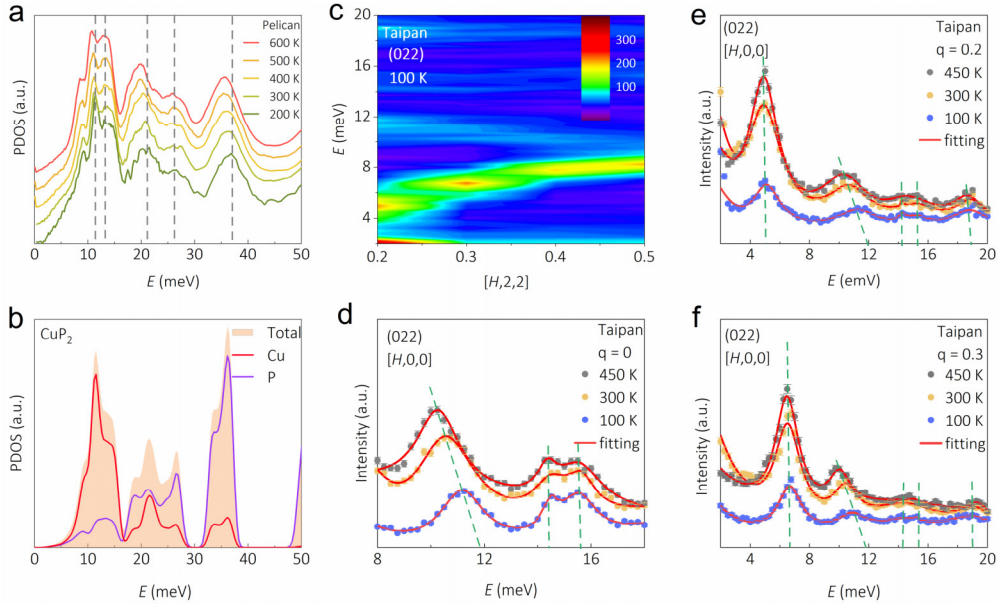 a
Pelican
600 K
500 K
400 K
300 K
200 K
PDOS (a.u.)
0 10 20 30 40 50
E (meV)
b
CuP2
Total
Cu
P
PDOS (a.u.)
0 10 20 30 40 50
E (meV)
c
Taipan
(022)
100 K
300
200
100
20
16
12
8
4
E (meV)
0.2 0.3 0.4 0.5
[H,2,2]
d
(022)
[H,0,0]
Taipan
q = 0
450 K
300 K
100 K
fitting
Intensity (a.u.)
8 12 16
E (meV)
e
(022)
[H,0,0]
Taipan
q = 0.2
450 K
300 K
100 K
fitting
Intensity (a.u.)
4 8 12 16 20
E (emV)
f
(022)
[H,0,0]
Taipan
q = 0.3
450 K
300 K
100 K
fitting
Intensity (a.u.)
4 8 12 16 20
E (meV)